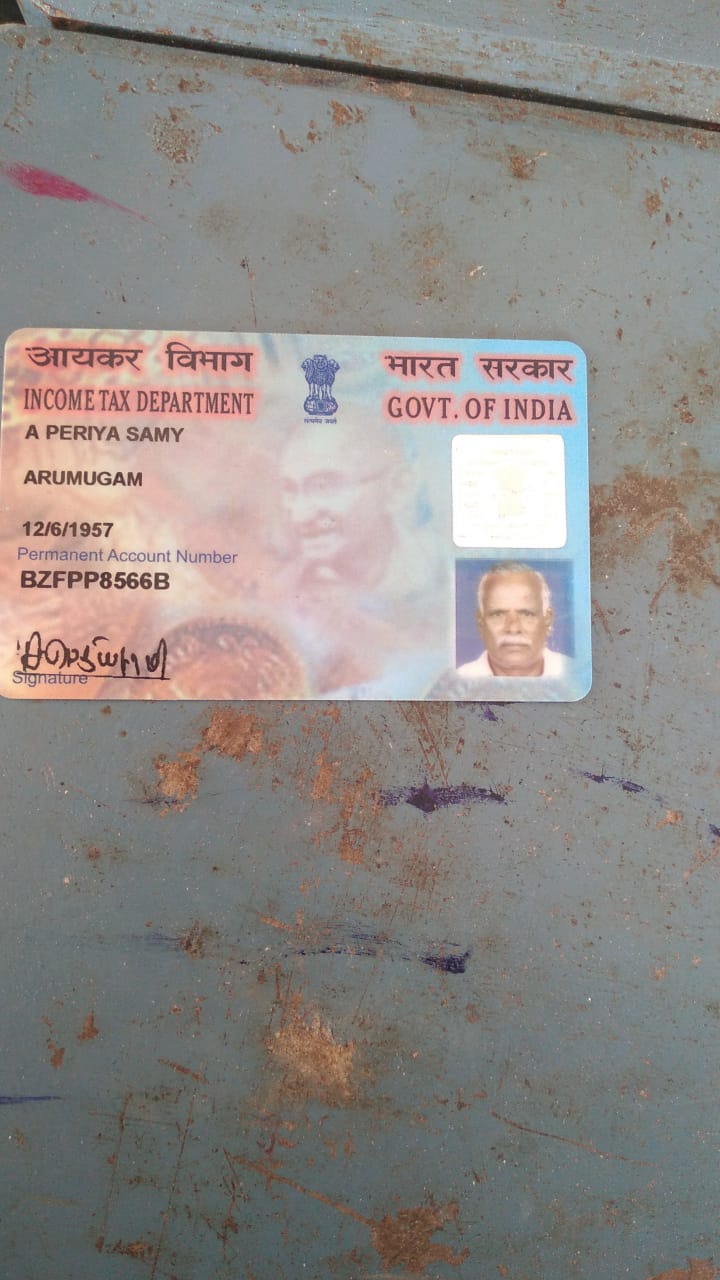 आयकर विभाग
भारत सरकार
INCOME TAX DEPARTMENT
GOVT. OF INDIA
सत्यमेव जयते
A PERIYA SAMY
ARUMUGAM
12/6/1957
Permanent Account Number
BZFPP8566B
Signature